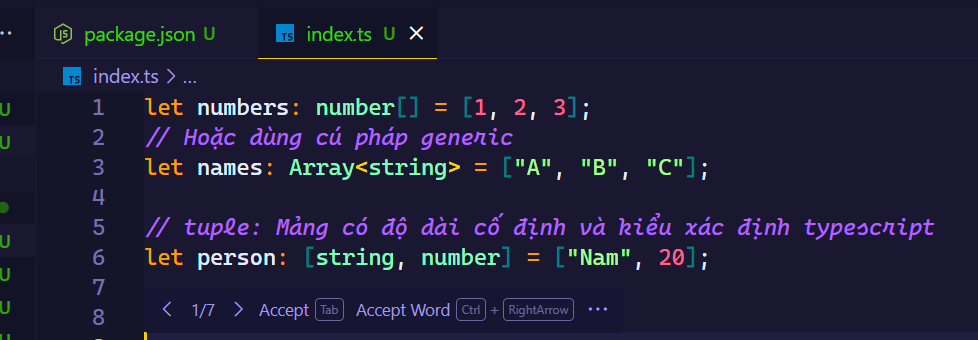 package.json U
TS index.ts U ×
TS index.ts > ...
U
U
U
U
U
U
1 let numbers: number[] = [1, 2, 3];
2 // Hoặc dùng cú pháp generic
3 let names: Array<string> = ["A", "B", "C"];
4
5 // tuple: Mảng có độ dài cố định và kiểu xác định typescript
6 let person: [string, number] = ["Nam", 20];
7
< 1/7 > Accept Tab Accept Word Ctrl + RightArrow ...
8